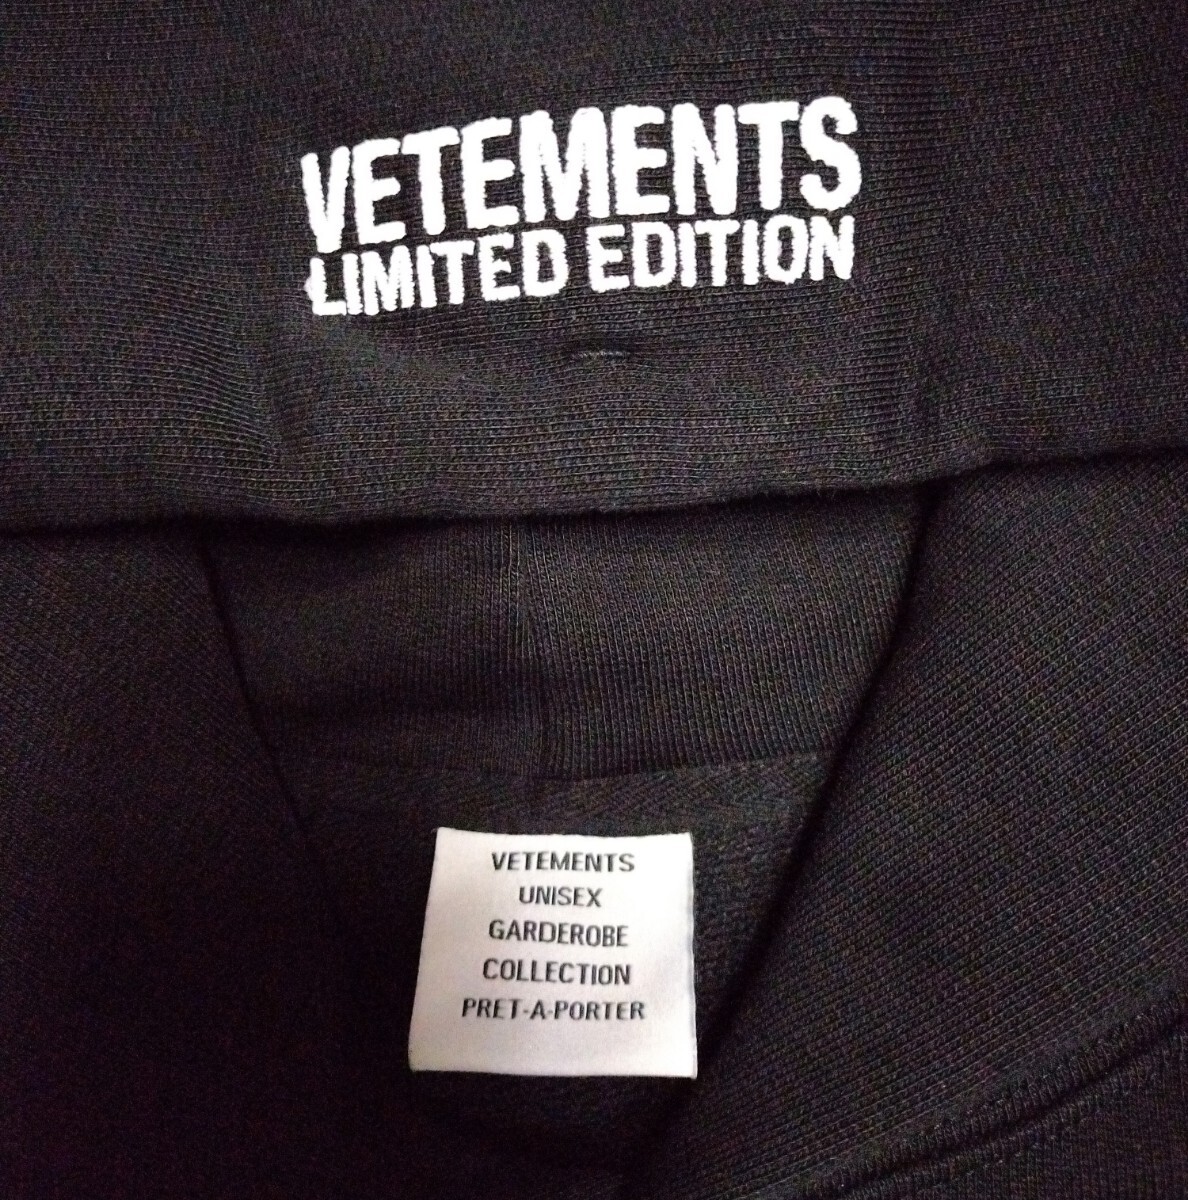 VETEMENTS
LIMITED EDITION
VETEMENTS
UNISEX
GARDEROBE
COLLECTION
PRET-A-PORTER